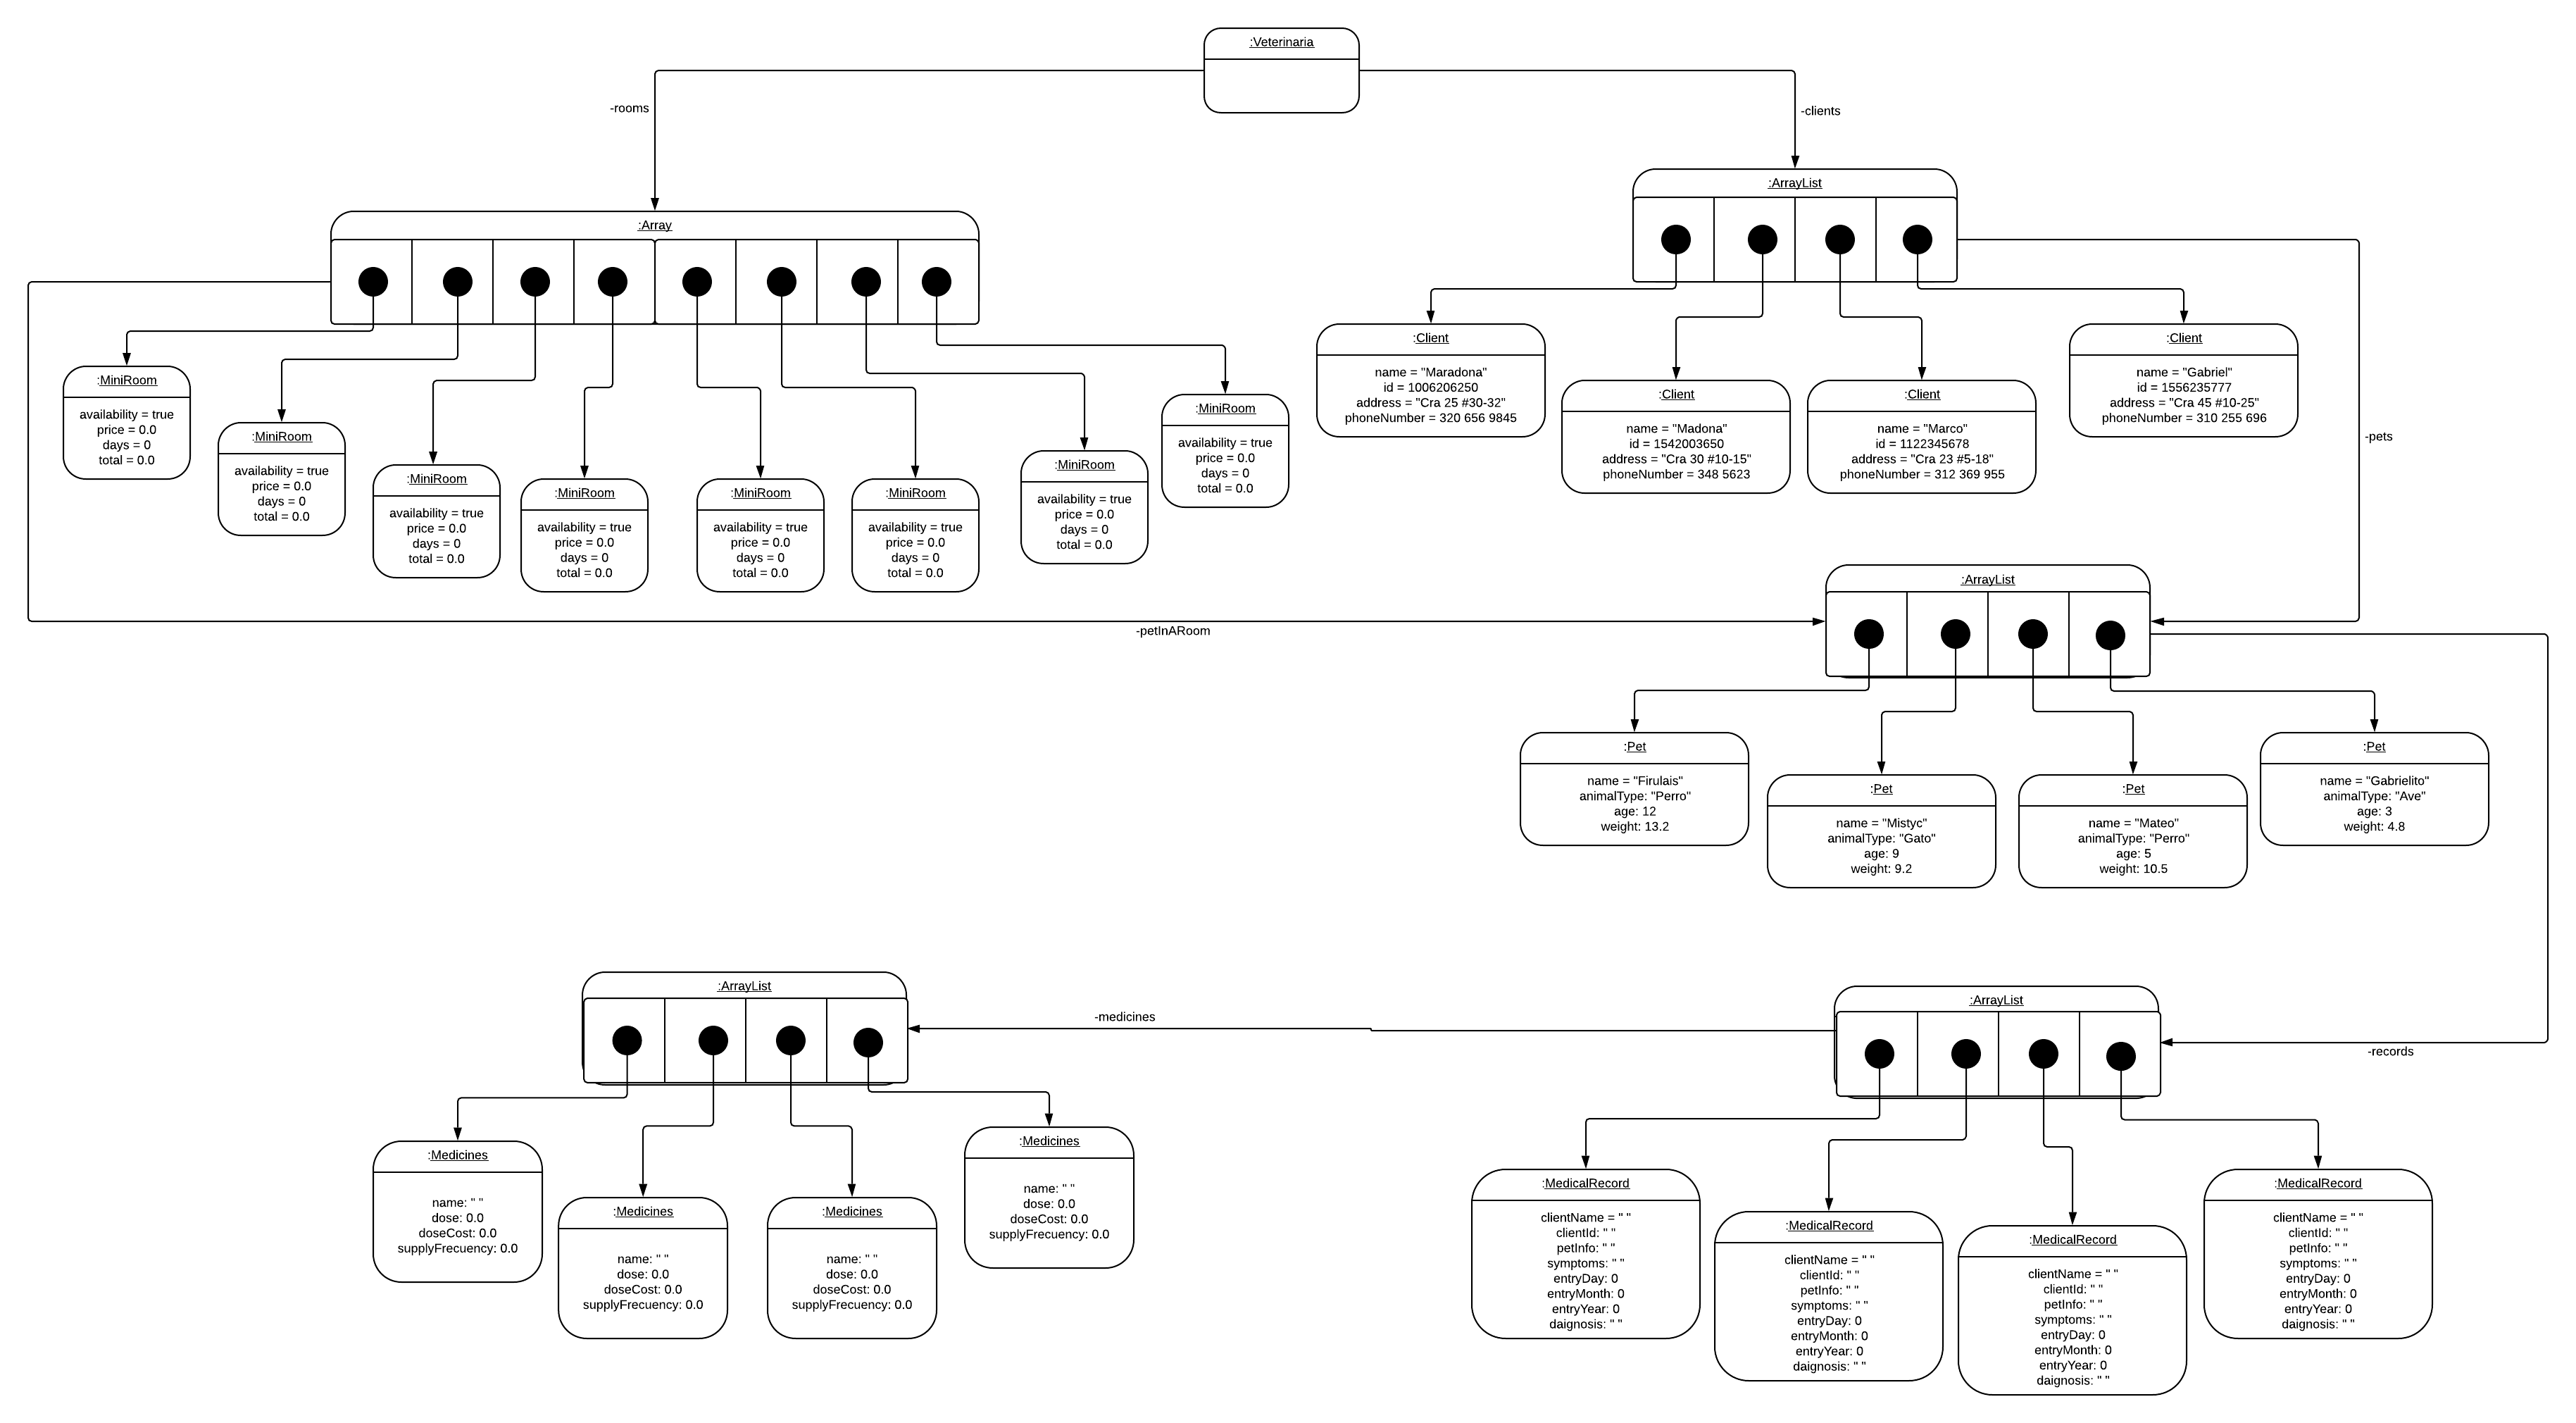 :Veterinaria
-rooms
-clients
:Array
:ArrayList
:MiniRoom
availability = true
price = 0.0
days = 0
total = 0.0
:MiniRoom
availability = true
price = 0.0
days = 0
total = 0.0
:MiniRoom
availability = true
price = 0.0
days = 0
total = 0.0
:MiniRoom
availability = true
price = 0.0
days = 0
total = 0.0
:MiniRoom
availability = true
price = 0.0
days = 0
total = 0.0
:MiniRoom
availability = true
price = 0.0
days = 0
total = 0.0
:MiniRoom
availability = true
price = 0.0
days = 0
total = 0.0
:MiniRoom
availability = true
price = 0.0
days = 0
total = 0.0
:Client
name = "Maradona"
id = 1006206250
address = "Cra 25 #30-32"
phoneNumber = 320 656 9845
:Client
name = "Madona"
id = 1542003650
address = "Cra 30 #10-15"
phoneNumber = 348 5623
:Client
name = "Marco"
id = 1122345678
address = "Cra 23 #5-18"
phoneNumber = 312 369 955
:Client
name = "Gabriel"
id = 1556235777
address = "Cra 45 #10-25"
phoneNumber = 310 255 696
-pets
-petInARoom
:ArrayList
:Pet
name = "Firulais"
animalType: "Perro"
age: 12
weight: 13.2
:Pet
name = "Mistyc"
animalType: "Gato"
age: 9
weight: 9.2
:Pet
name = "Mateo"
animalType: "Perro"
age: 5
weight: 10.5
:Pet
name = "Gabrielito"
animalType: "Ave"
age: 3
weight: 4.8
:ArrayList
-medicines
:ArrayList
-records
:Medicines
name: " "
dose: 0.0
doseCost: 0.0
supplyFrecuency: 0.0
:Medicines
name: " "
dose: 0.0
doseCost: 0.0
supplyFrecuency: 0.0
:Medicines
name: " "
dose: 0.0
doseCost: 0.0
supplyFrecuency: 0.0
:Medicines
name: " "
dose: 0.0
doseCost: 0.0
supplyFrecuency: 0.0
:MedicalRecord
clientName = " "
clientId: " "
petInfo: " "
symptoms: " "
entryDay: 0
entryMonth: 0
entryYear: 0
daignosis: " "
:MedicalRecord
clientName = " "
clientId: " "
petInfo: " "
symptoms: " "
entryDay: 0
entryMonth: 0
entryYear: 0
daignosis: " "
:MedicalRecord
clientName = " "
clientId: " "
petInfo: " "
symptoms: " "
entryDay: 0
entryMonth: 0
entryYear: 0
daignosis: " "
:MedicalRecord
clientName = " "
clientId: " "
petInfo: " "
symptoms: " "
entryDay: 0
entryMonth: 0
entryYear: 0
daignosis: " "